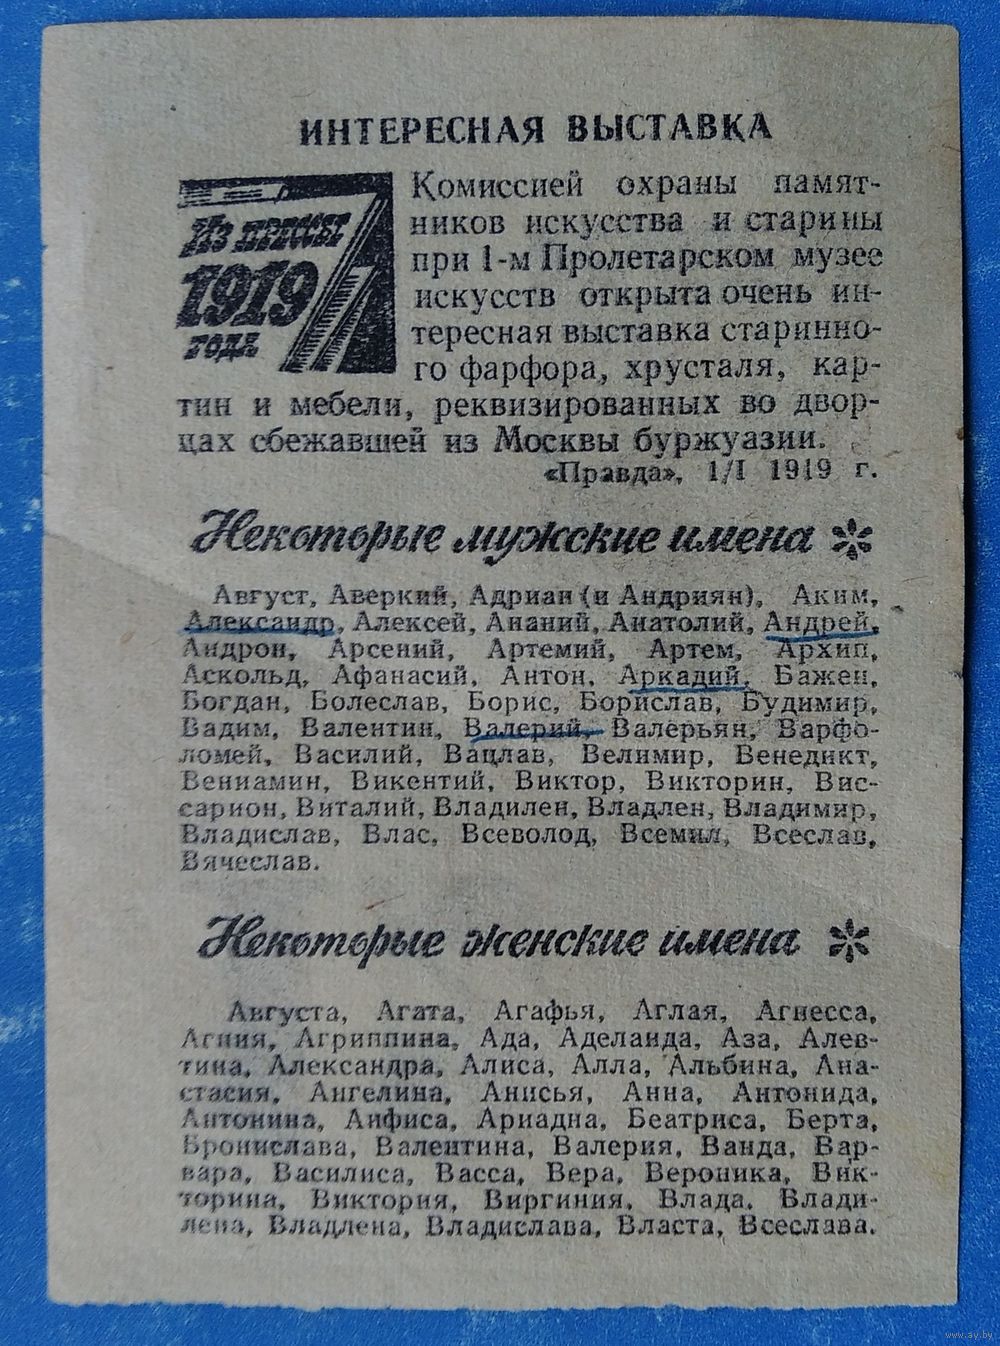 ИНТЕРЕСНАЯ ВЫСТАВКА
Из прессы
1919
года
Комиссией охраны памят-
ников искусства и старины
при 1-м Пролетарском музее
искусств открыта очень ин-
тересная выставка старинно-
го фарфора, хрусталя, кар-
тин и мебели, реквизированных во двор-
цах сбежавшей из Москвы буржуазии.
«Правда», 1/I 1919 г.
Некоторые мужские имена
Август, Аверкий, Адриан (и Андриян), Аким,
Александр, Алексей, Ананий, Анатолий, Андрей,
Андрон, Арсений, Артемий, Артем, Архип,
Аскольд, Афанасий, Антон, Аркадий, Бажен,
Богдан, Болеслав, Борис, Борислав, Будимир,
Вадим, Валентин, Валерий, Валерьян, Варфо-
ломей, Василий, Вацлав, Велимир, Венедикт,
Вениамин, Викентий, Виктор, Викторин, Вис-
сарион, Виталий, Владилен, Владлен, Владимир,
Владислав, Влас, Всеволод, Всемил, Всеслав,
Вячеслав.
Некоторые женские имена
Августа, Агата, Агафья, Аглая, Агнесса,
Агния, Агриппина, Ада, Аделаида, Аза, Алев-
тина, Александра, Алиса, Алла, Альбина, Ана-
стасия, Ангелина, Анисья, Анна, Антонида,
Антонина, Анфиса, Ариадна, Беатриса, Берта,
Бронислава, Валентина, Валерия, Ванда, Вар-
вара, Василиса, Васса, Вера, Вероника, Вик-
торина, Виктория, Виргиния, Влада, Влади-
лена, Владлена, Владислава, Власта, Всеслава.
www.ay.by